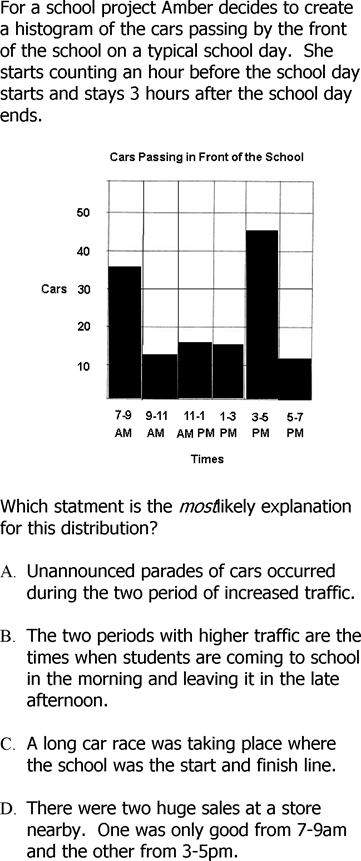 For a school project Amber decides to create
a histogram of the cars passing by the front
of the school on a typical school day.  She
starts counting an hour before the school day
starts and stays 3 hours after the school day
ends.
Cars Passing in Front of the School
50
40
Cars 30
20
10
7-9 9-11 11-1 1-3 3-5 5-7
AM AM AM PM PM PM PM
Times
Which statment is the most likely explanation
for this distribution?
A. Unannounced parades of cars occurred
during the two period of increased traffic.
B. The two periods with higher traffic are the
times when students are coming to school
in the morning and leaving it in the late
afternoon.
C. A long car race was taking place where
the school was the start and finish line.
D. There were two huge sales at a store
nearby.  One was only good from 7-9am
and the other from 3-5pm.